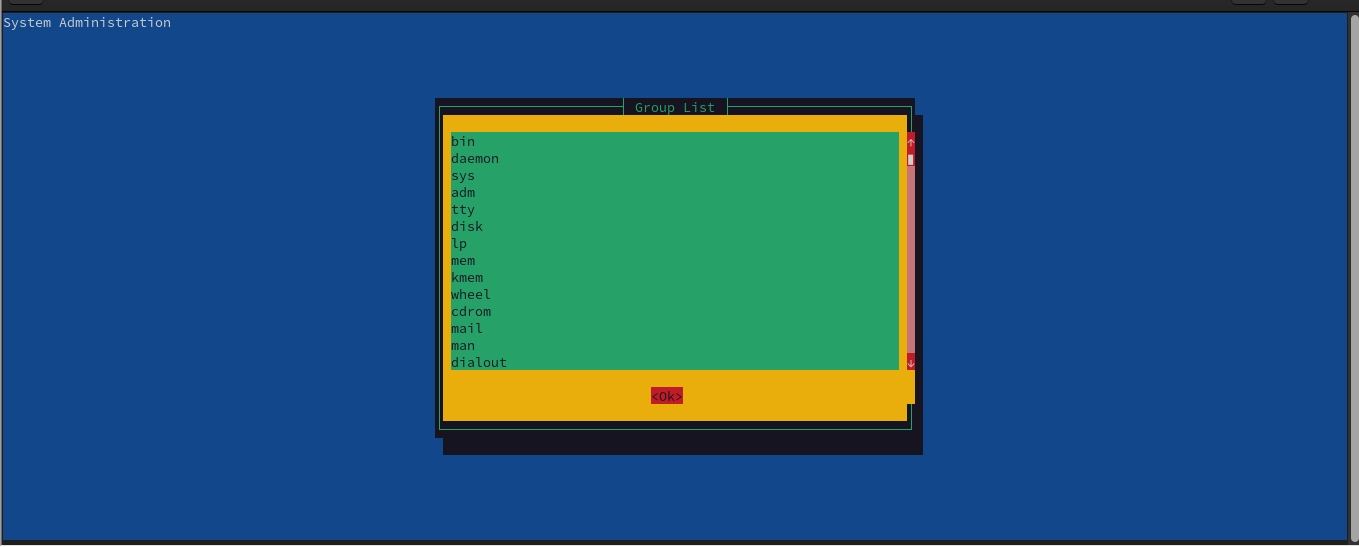 System Administration
Group List
bin
daemon
sys
adm
tty
disk
lp
mem
kmem
wheel
cdrom
mail
man
dialout
<Ok>